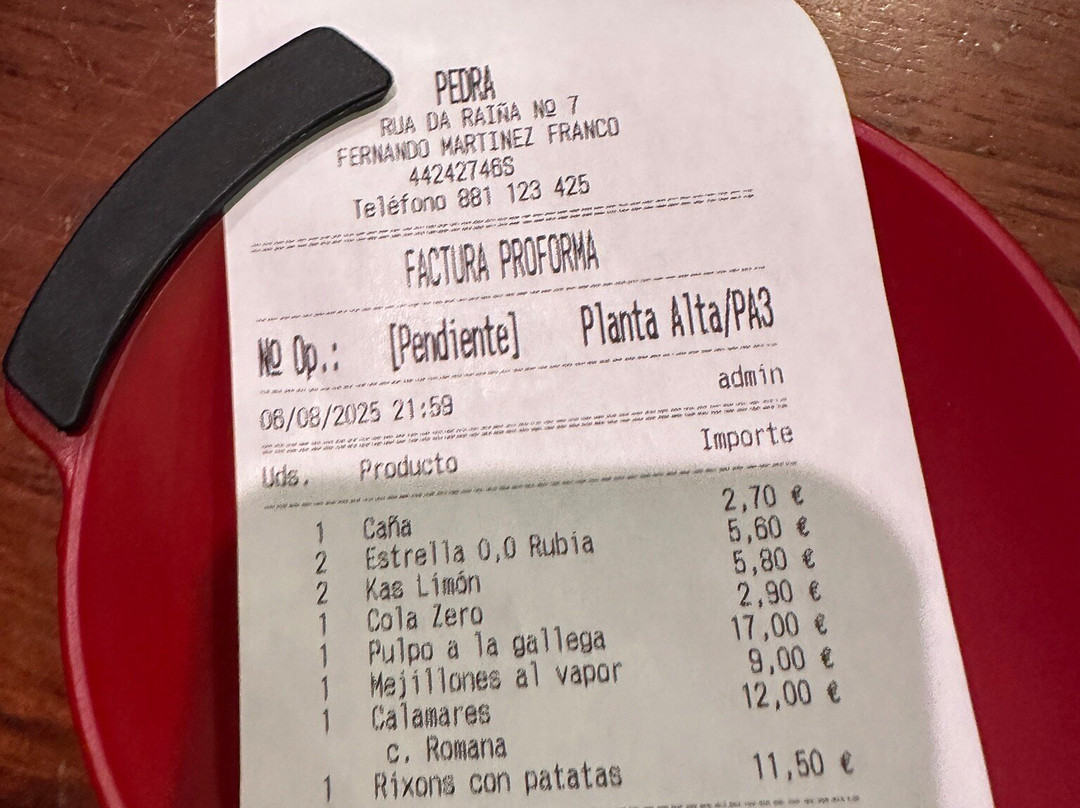 PEDRA
RUA DA RAIÑA Nº 7
FERNANDO MARTINEZ FRANCO
44242746S
Teléfono 881 123 425
FACTURA PROFORMA
Nº Op.: [Pendiente] Planta Alta/PA3
06/08/2025 21:59 admin
Uds. Producto Importe
1 Caña 2,70 €
2 Estrella 0,0 Rubia 5,60 €
2 Kas Limón 5,80 €
1 Cola Zero 2,90 €
1 Pulpo a la gallega 17,00 €
1 Mejillones al vapor 9,00 €
1 Calamares 12,00 €
c. Romana
1 Rixons con patatas 11,50 €